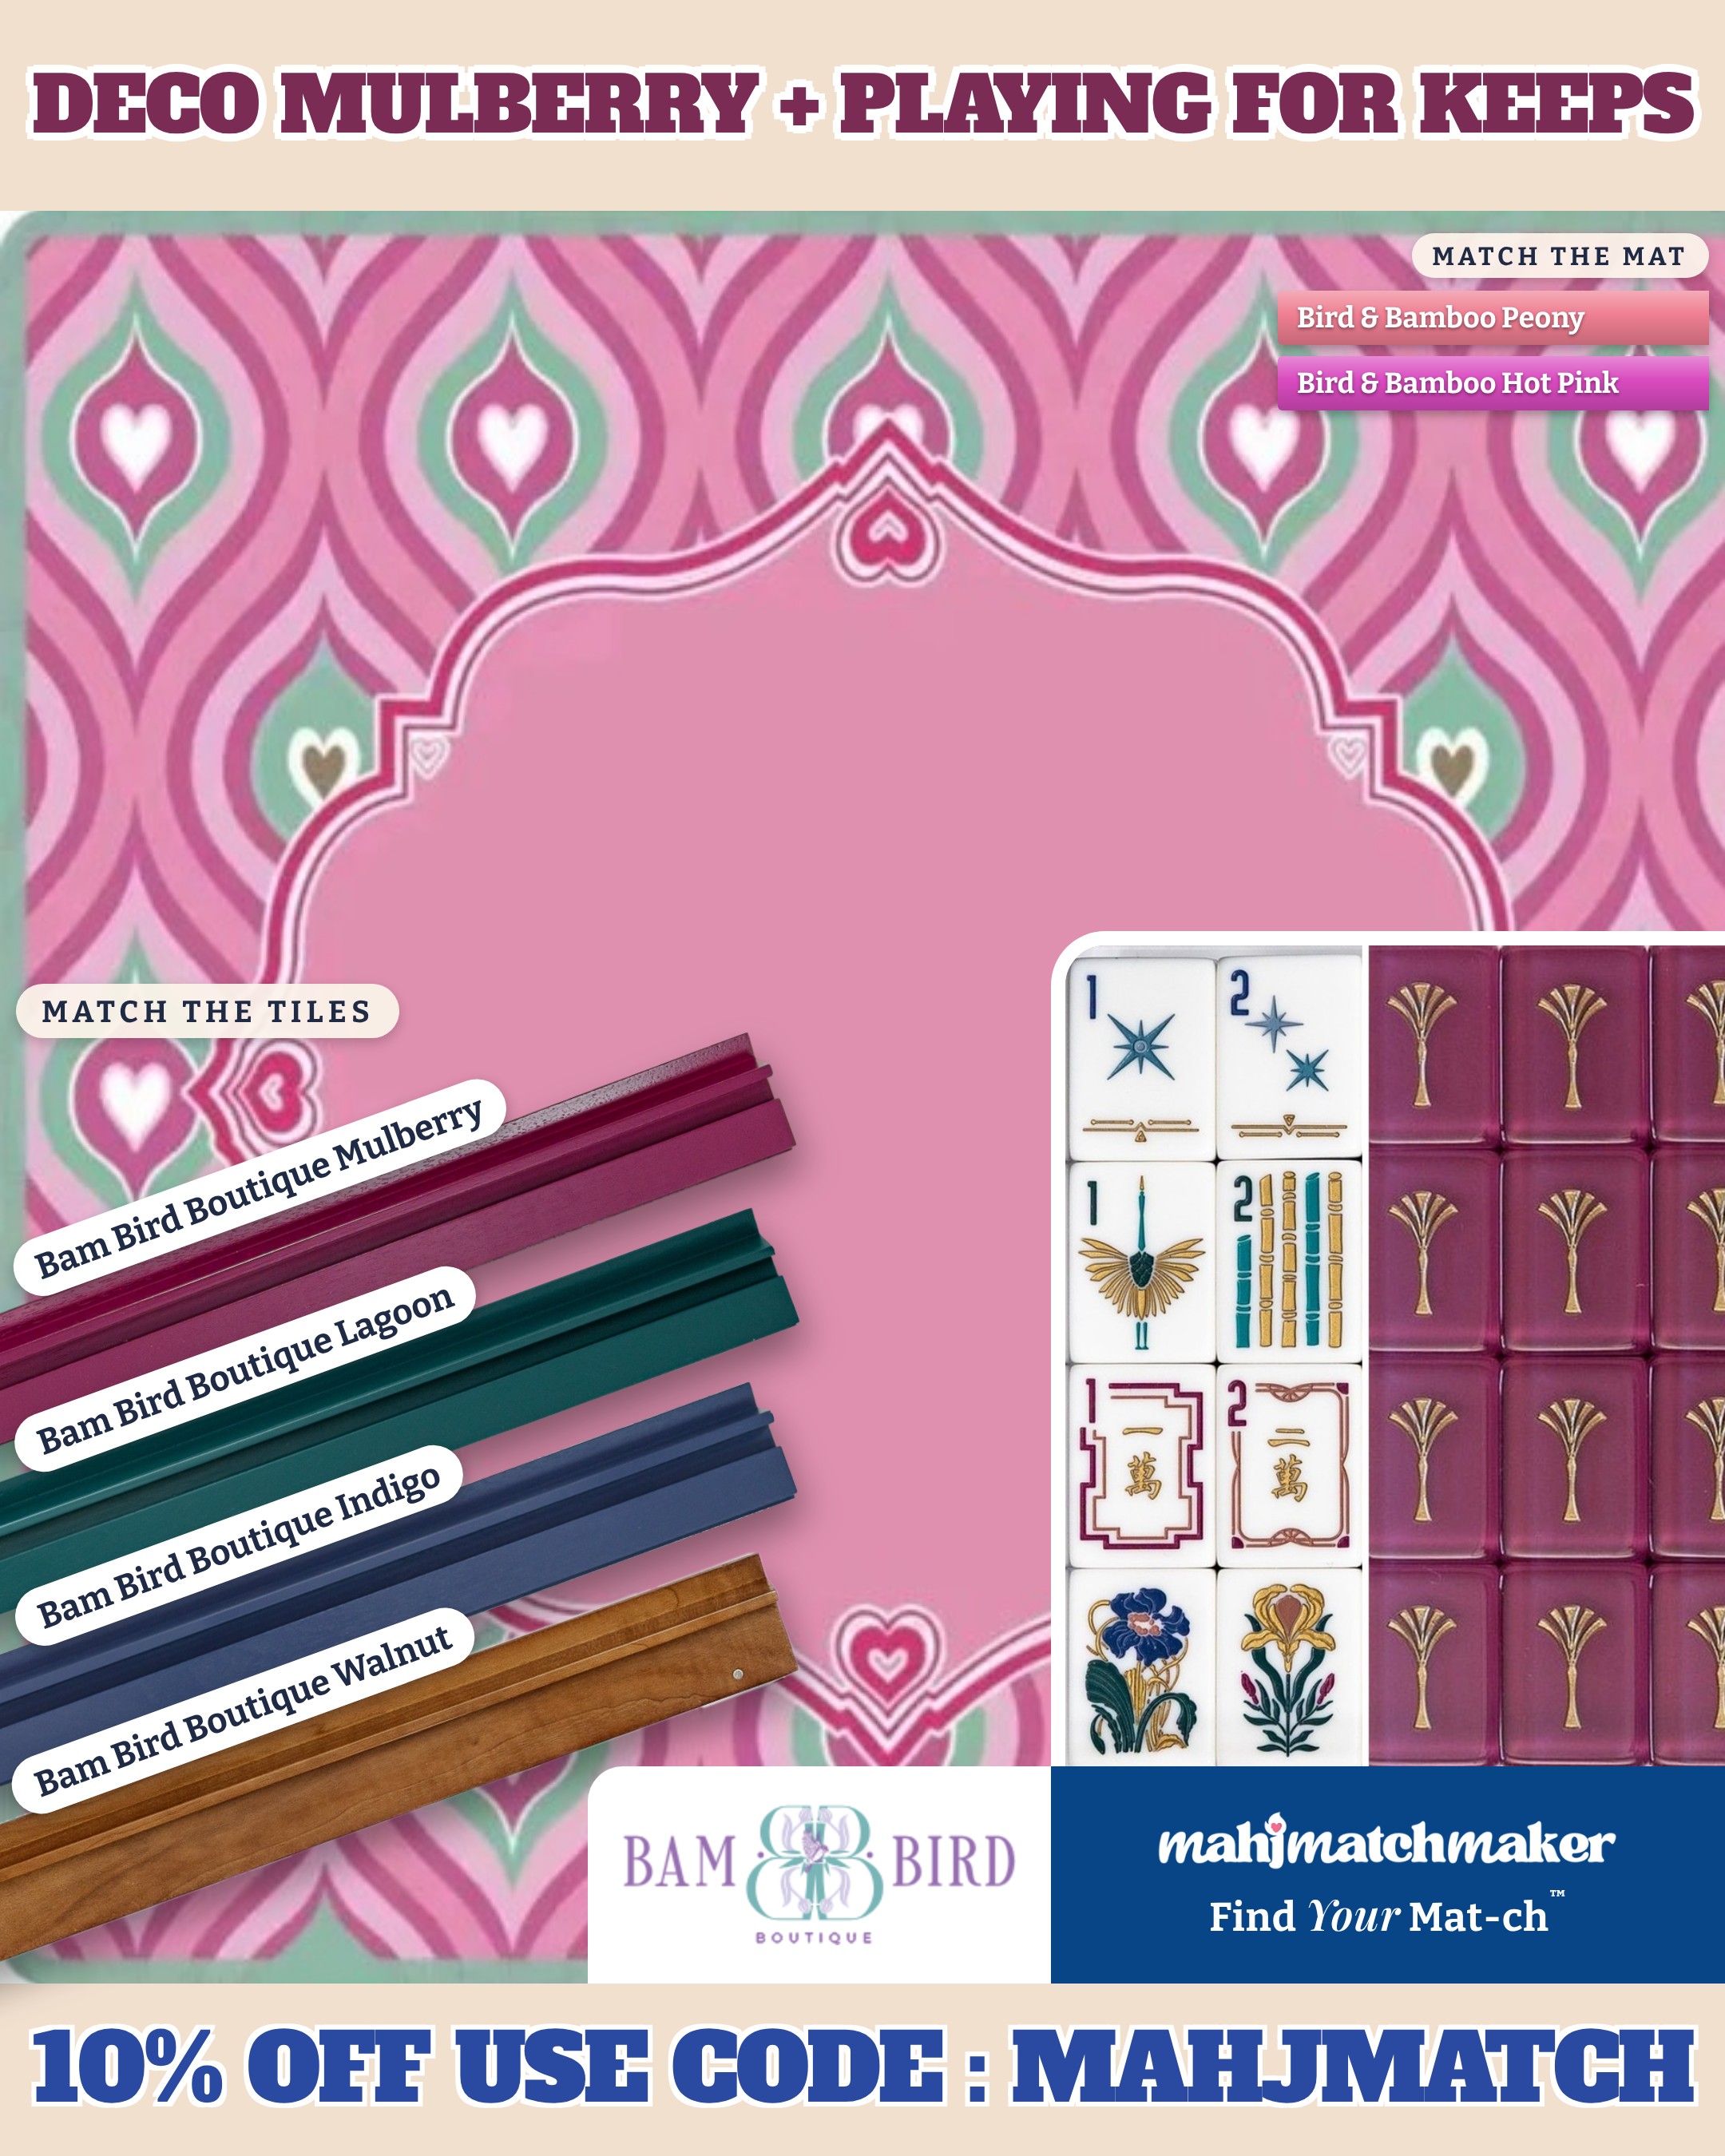 DECO MULBERRY + PLAYING FOR KEEPS
MATCH THE MAT
Bird & Bamboo Peony
Bird & Bamboo Hot Pink
MATCH THE TILES
Bam Bird Boutique Mulberry
Bam Bird Boutique Lagoon
Bam Bird Boutique Indigo
Bam Bird Boutique Walnut
1 2
1 2
1 2
一萬 二萬
BAM BIRD
BOUTIQUE
mahjmatchmaker
Find Your Mat-ch™
10% OFF USE CODE : MAHJMATCH